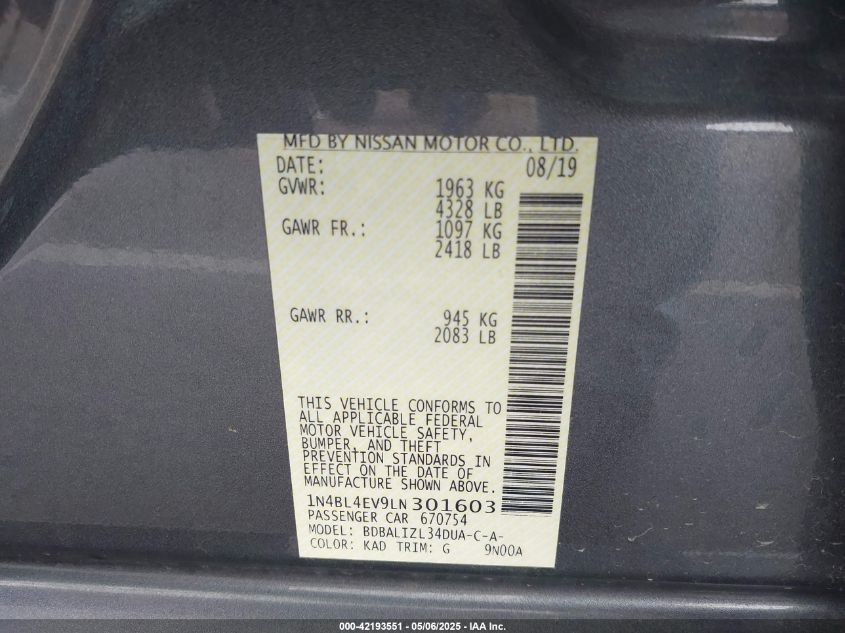 MFD BY NISSAN MOTOR CO., LTD.
DATE: 08/19
GVWR: 1963 KG
4328 LB
GAWR FR.: 1097 KG
2418 LB
GAWR RR.: 945 KG
2083 LB
THIS VEHICLE CONFORMS TO
ALL APPLICABLE FEDERAL
MOTOR VEHICLE SAFETY,
BUMPER, AND THEFT
PREVENTION STANDARDS IN
EFFECT ON THE DATE OF
MANUFACTURE SHOWN ABOVE.
1N4BL4EV9LN301603
PASSENGER CAR 670754
MODEL: BDBALIZL34DUA-C-A-
COLOR: KAD TRIM: G 9N00A
000-42193551 - 05/06/2025 - IAA Inc.